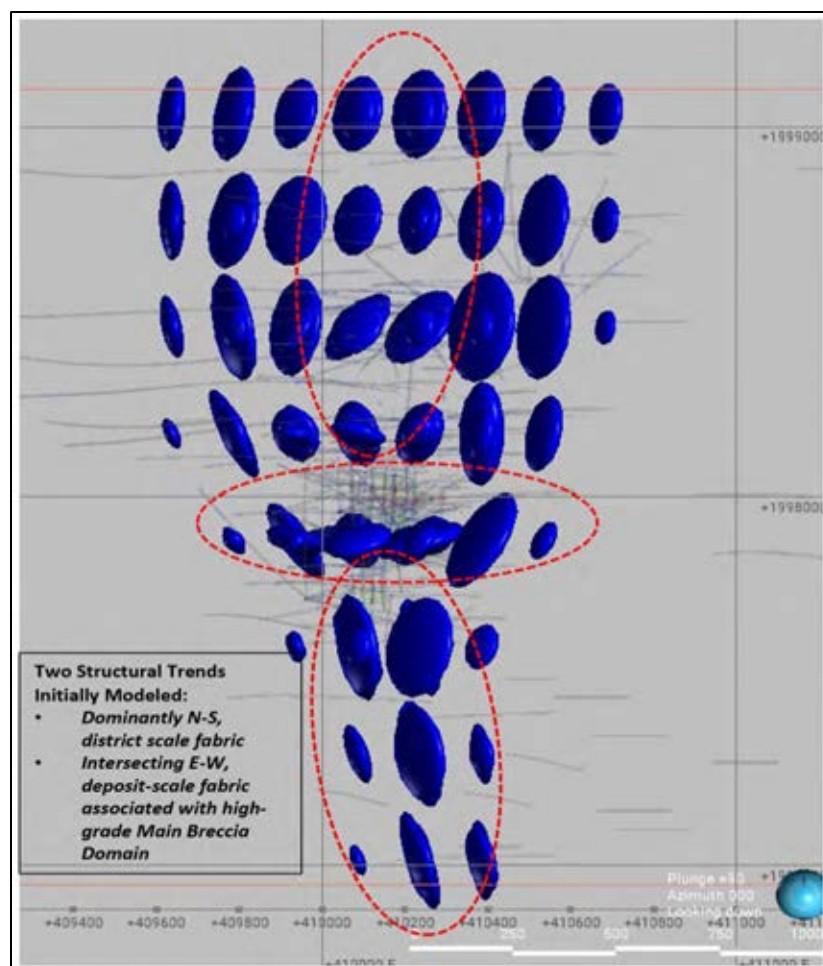 +1999000
+1998000
Two Structural Trends
Initially Modeled:
• Dominantly N-S,
district scale fabric
• Intersecting E-W,
deposit-scale fabric
associated with high-
grade Main Breccia
Domain
Plunge +90
Azimuth 000
Looking down
+409400 +409600 +409800 +410000 +410200 +410400 +410600 +410800 +411000
250 500 750 1000